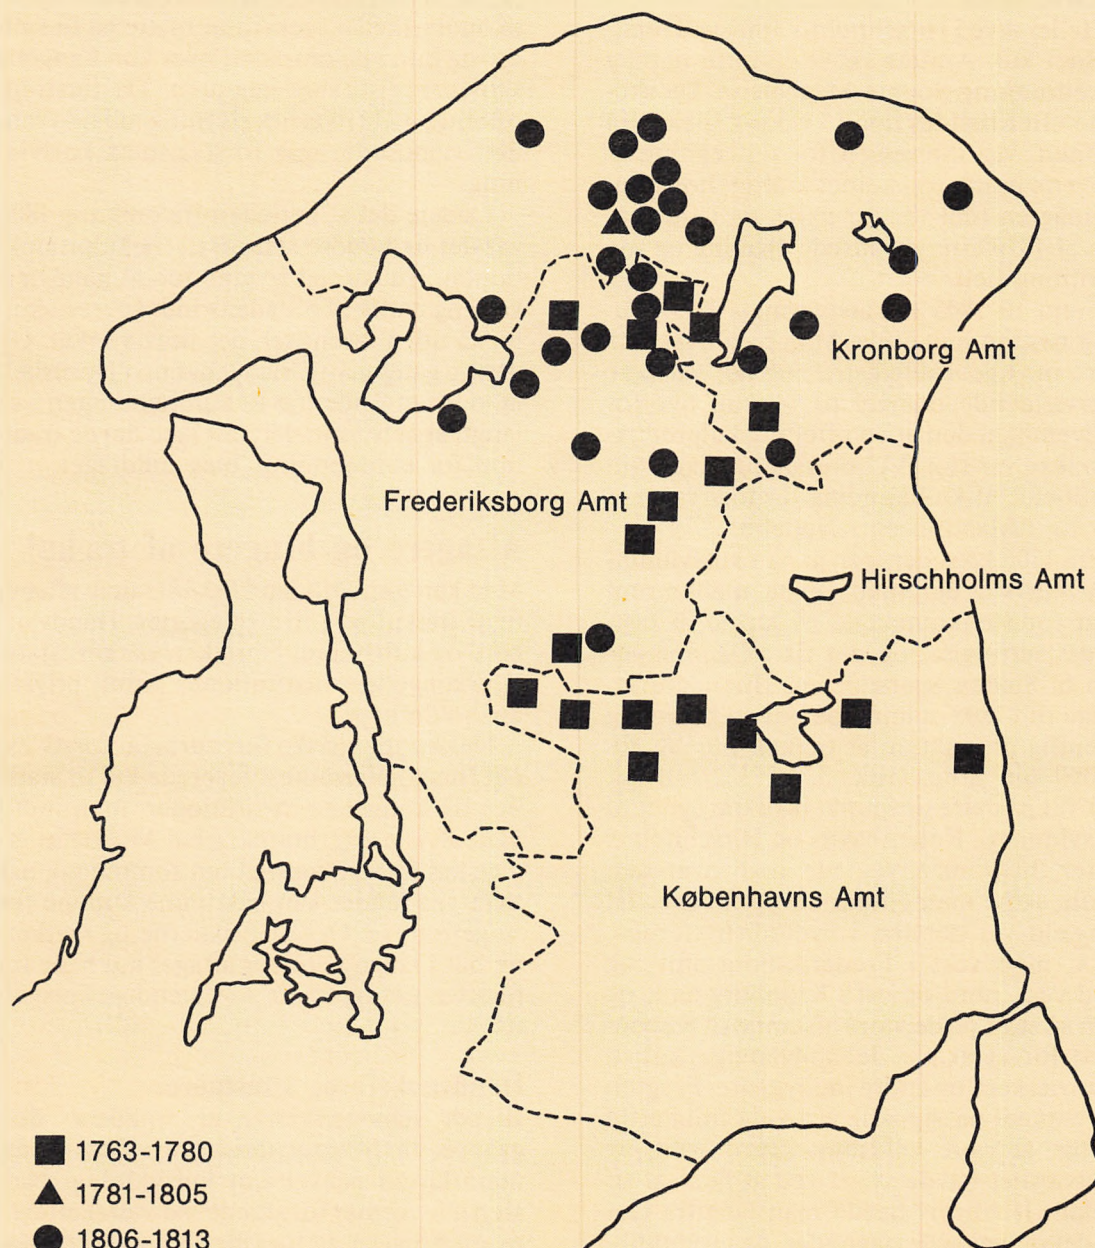 Kronborg Amt
Frederiksborg Amt
Hirschholms Amt
Københavns Amt
1763-1780
1781-1805
1806-1813